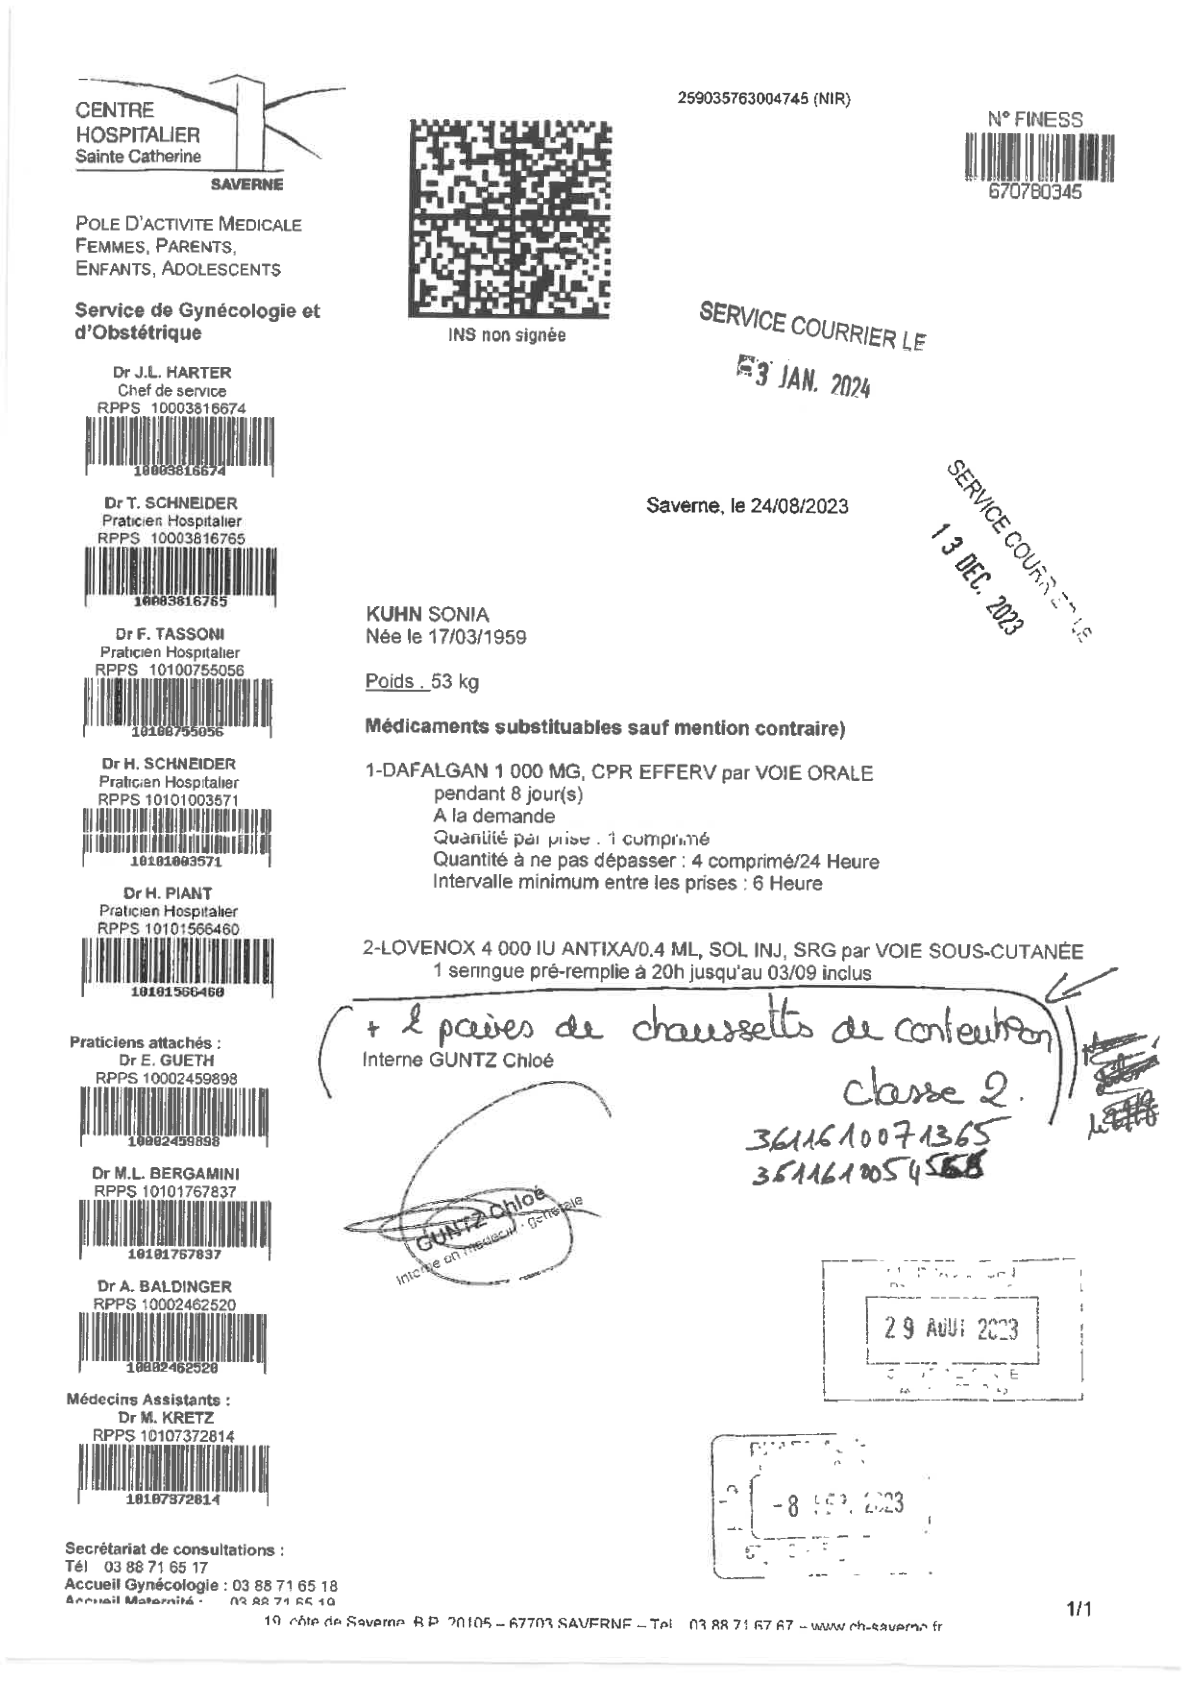 CENTRE
HOSPITALIER
Sainte Catherine
SAVERNE
259035763004745 (NIR)
N° FINESS
670780345
POLE D'ACTIVITE MEDICALE
FEMMES, PARENTS,
ENFANTS, ADOLESCENTS
Service de Gynécologie et
d'Obstétrique
INS non signée
SERVICE COURRIER LE
3 JAN. 2024
Dr J.L. HARTER
Chef de service
RPPS 10003816674
10003816674
Dr T. SCHNEIDER
Praticien Hospitalier
RPPS 10003816765
10003816765
Dr F. TASSONI
Praticien Hospitalier
RPPS 10100755056
10100755056
Dr H. SCHNEIDER
Praticien Hospitalier
RPPS 10101003571
10101003571
Dr H. PIANT
Praticien Hospitalier
RPPS 10101566460
10101566460
Praticiens attachés :
Dr E. GUETH
RPPS 10002459898
10002459898
Dr M.L. BERGAMINI
RPPS 10101767837
10101767837
Dr A. BALDINGER
RPPS 10002462520
10002462520
Médecins Assistants :
Dr M. KRETZ
RPPS 10107372814
10107372814
Secrétariat de consultations :
Tél 03 88 71 65 17
Accueil Gynécologie : 03 88 71 65 18
Accueil Maternité : 03 88 71 65 19
Saverne, le 24/08/2023
SERVICE COURRIER LE
13 DEC. 2023
KUHN SONIA
Née le 17/03/1959
Poids : 53 kg
Médicaments substituables sauf mention contraire)
1-DAFALGAN 1 000 MG, CPR EFFERV par VOIE ORALE
pendant 8 jour(s)
A la demande
Quantité par prise : 1 comprimé
Quantité à ne pas dépasser : 4 comprimé/24 Heure
Intervalle minimum entre les prises : 6 Heure
2-LOVENOX 4 000 IU ANTIXA/0.4 ML, SOL INJ, SRG par VOIE SOUS-CUTANÉE
1 seringue pré-remplie à 20h jusqu'au 03/09 inclus
+ 2 paires de chaussetts de contention
Interne GUNTZ Chloé
classe 2.
3611610071365
GUNTZ Chloé
Interne en médecine générale
29 AOUT 2023
-8 SEP. 2023
1/1
19, côte de Saverne B.P. 20105 – 67703 SAVERNE – Tel 03 88 71 67 67 – www.ch-saverne.fr